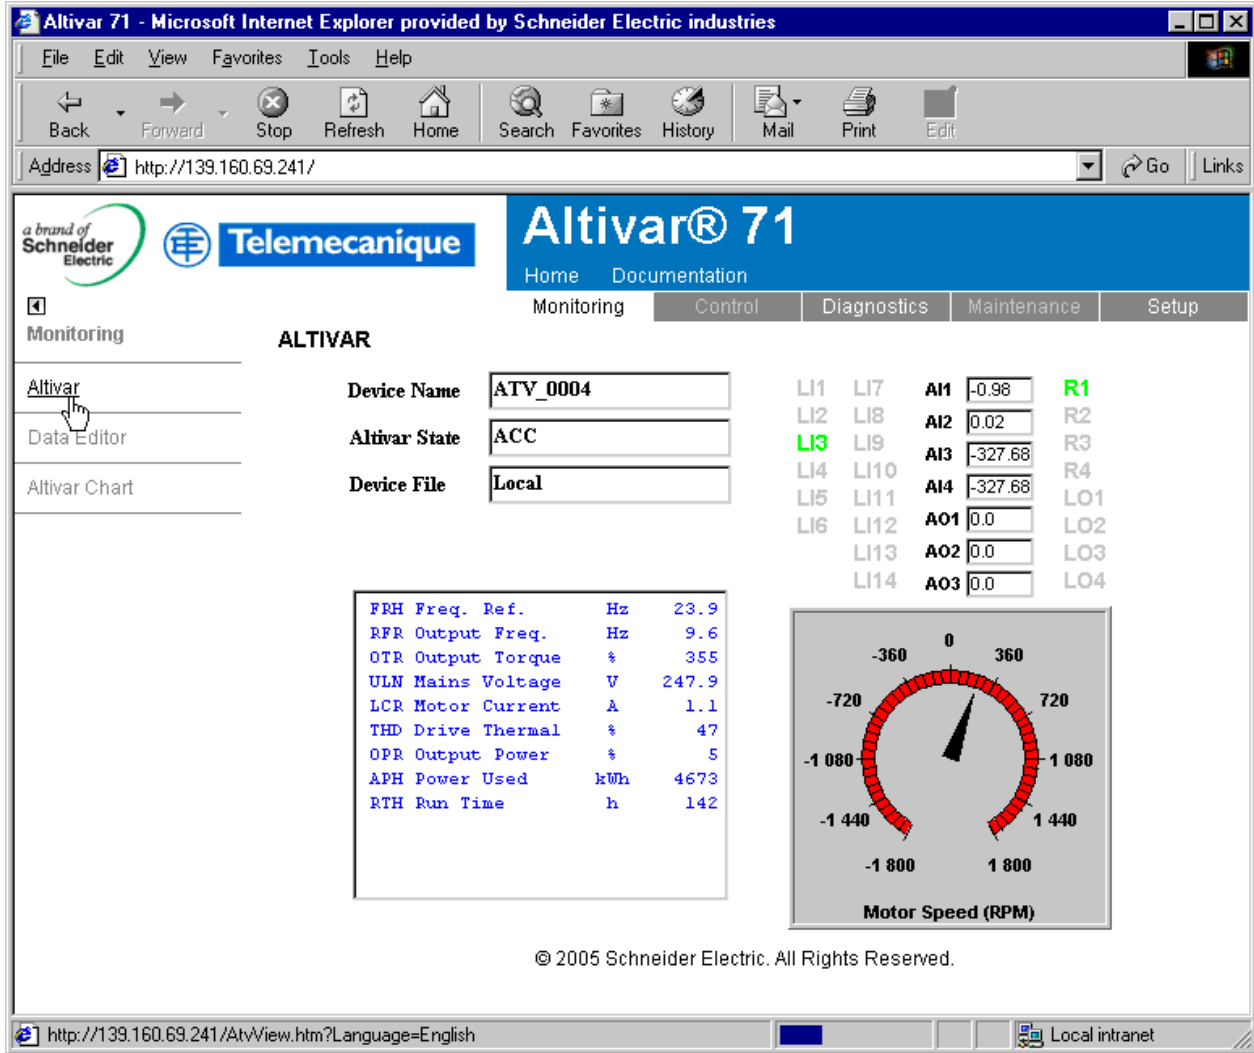 Altivar 71 - Microsoft Internet Explorer provided by Schneider Electric industries
File Edit View Favorites Tools Help
Back Forward Stop Refresh Home Search Favorites History Mail Print Edit
Address http://139.160.69.241/ Go Links
a brand of
Schneider
Electric
Telemecanique
Altivar® 71
Home Documentation
Monitoring Control Diagnostics Maintenance Setup
Monitoring
Altivar
Data Editor
Altivar Chart
ALTIVAR
Device Name ATV_0004
Altivar State ACC
Device File Local
LI1 LI7 AI1 -0.98 R1
LI2 LI8 AI2 0.02 R2
LI3 LI9 AI3 -327.68 R3
LI4 LI10 AI4 -327.68 R4
LI5 LI11 AO1 0.0 LO1
LI6 LI12 AO2 0.0 LO2
LI13 AO3 0.0 LO3
LI14 LO4
FRH Freq. Ref. Hz 23.9
RFR Output Freq. Hz 9.6
OTR Output Torque % 355
ULN Mains Voltage V 247.9
LCR Motor Current A 1.1
THD Drive Thermal % 47
OPR Output Power % 5
APH Power Used kWh 4673
RTH Run Time h 142
0
-360 360
-720 720
-1 080 1 080
-1 440 1 440
-1 800 1 800
Motor Speed (RPM)
© 2005 Schneider Electric. All Rights Reserved.
http://139.160.69.241/AtvView.htm?Language=English Local intranet